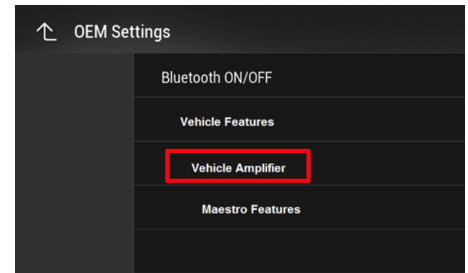 OEM Settings
Bluetooth ON/OFF
Vehicle Features
Vehicle Amplifier
Maestro Features